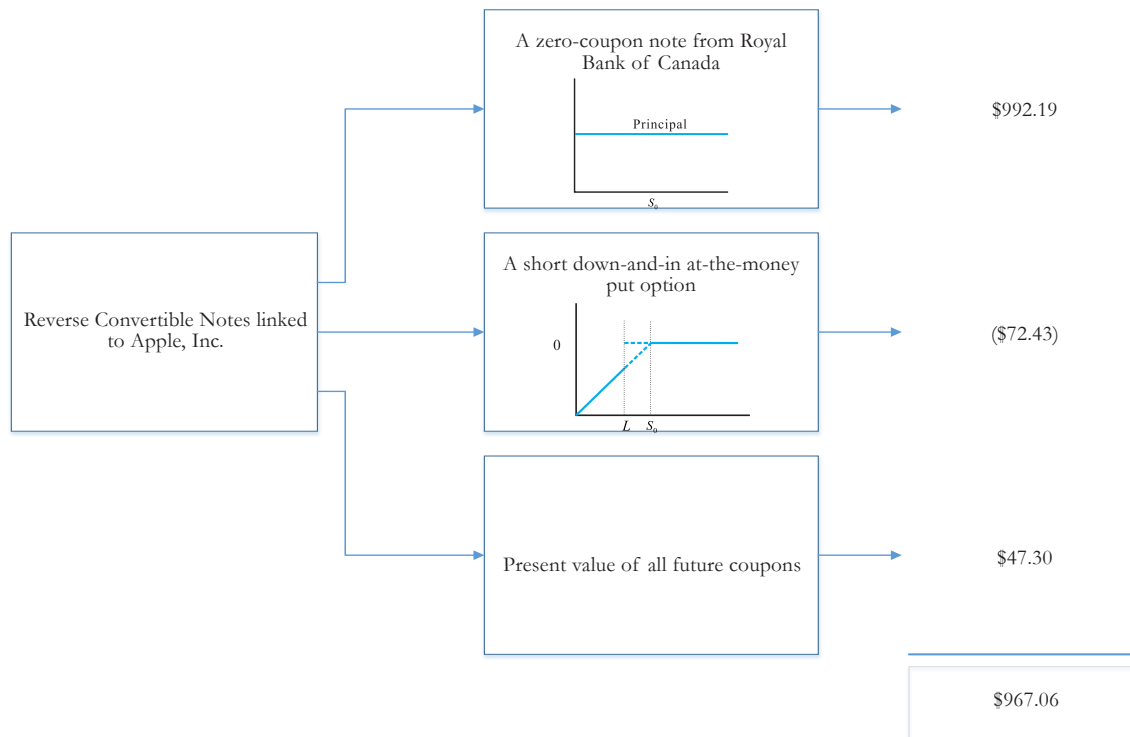 A zero-coupon note from Royal
Bank of Canada
Principal
S₀
$992.19
Reverse Convertible Notes linked
to Apple, Inc.
A short down-and-in at-the-money
put option
0
L S₀
($72.43)
Present value of all future coupons
$47.30
$967.06